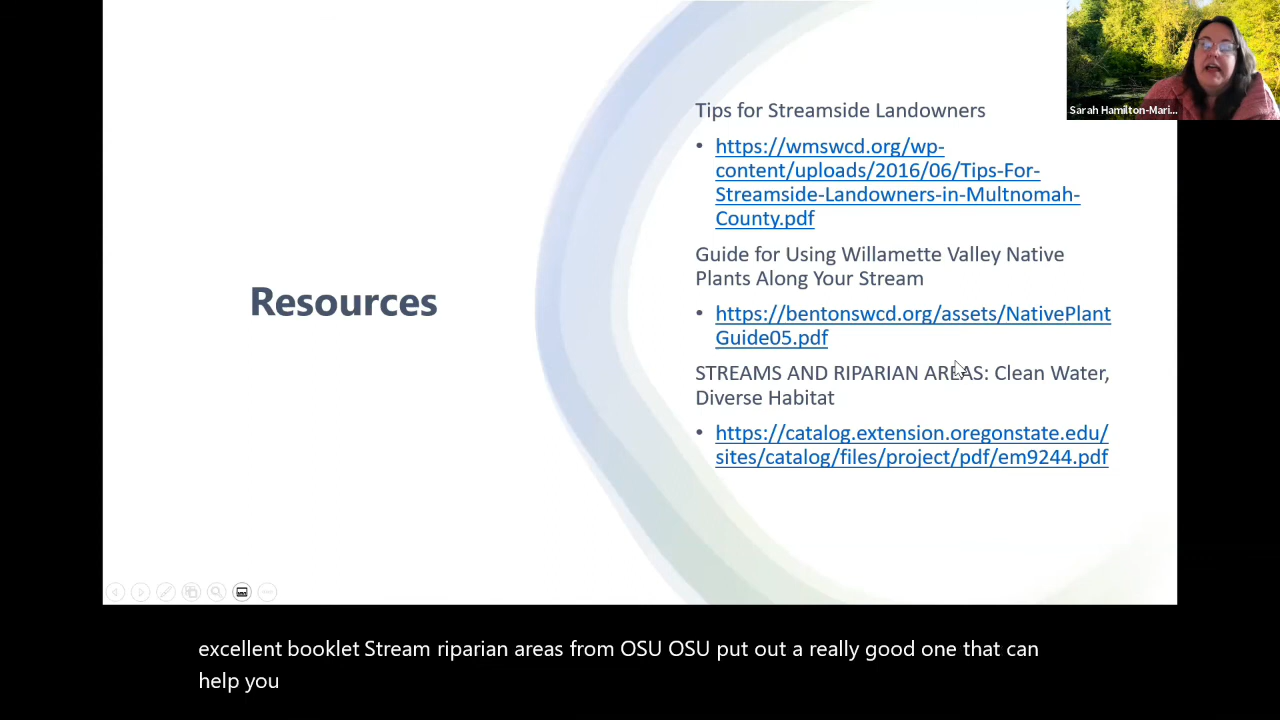 Tips for Streamside Landowners
• https://wmswcd.org/wp-
content/uploads/2016/06/Tips-For-
Streamside-Landowners-in-Multnomah-
County.pdf
Guide for Using Willamette Valley Native
Plants Along Your Stream
• https://bentonswcd.org/assets/NativePlant
Guide05.pdf
STREAMS AND RIPARIAN AREAS: Clean Water,
Diverse Habitat
• https://catalog.extension.oregonstate.edu/
sites/catalog/files/project/pdf/em9244.pdf
Resources
Sarah Hamilton-Mari...
excellent booklet Stream riparian areas from OSU OSU put out a really good one that can
help you